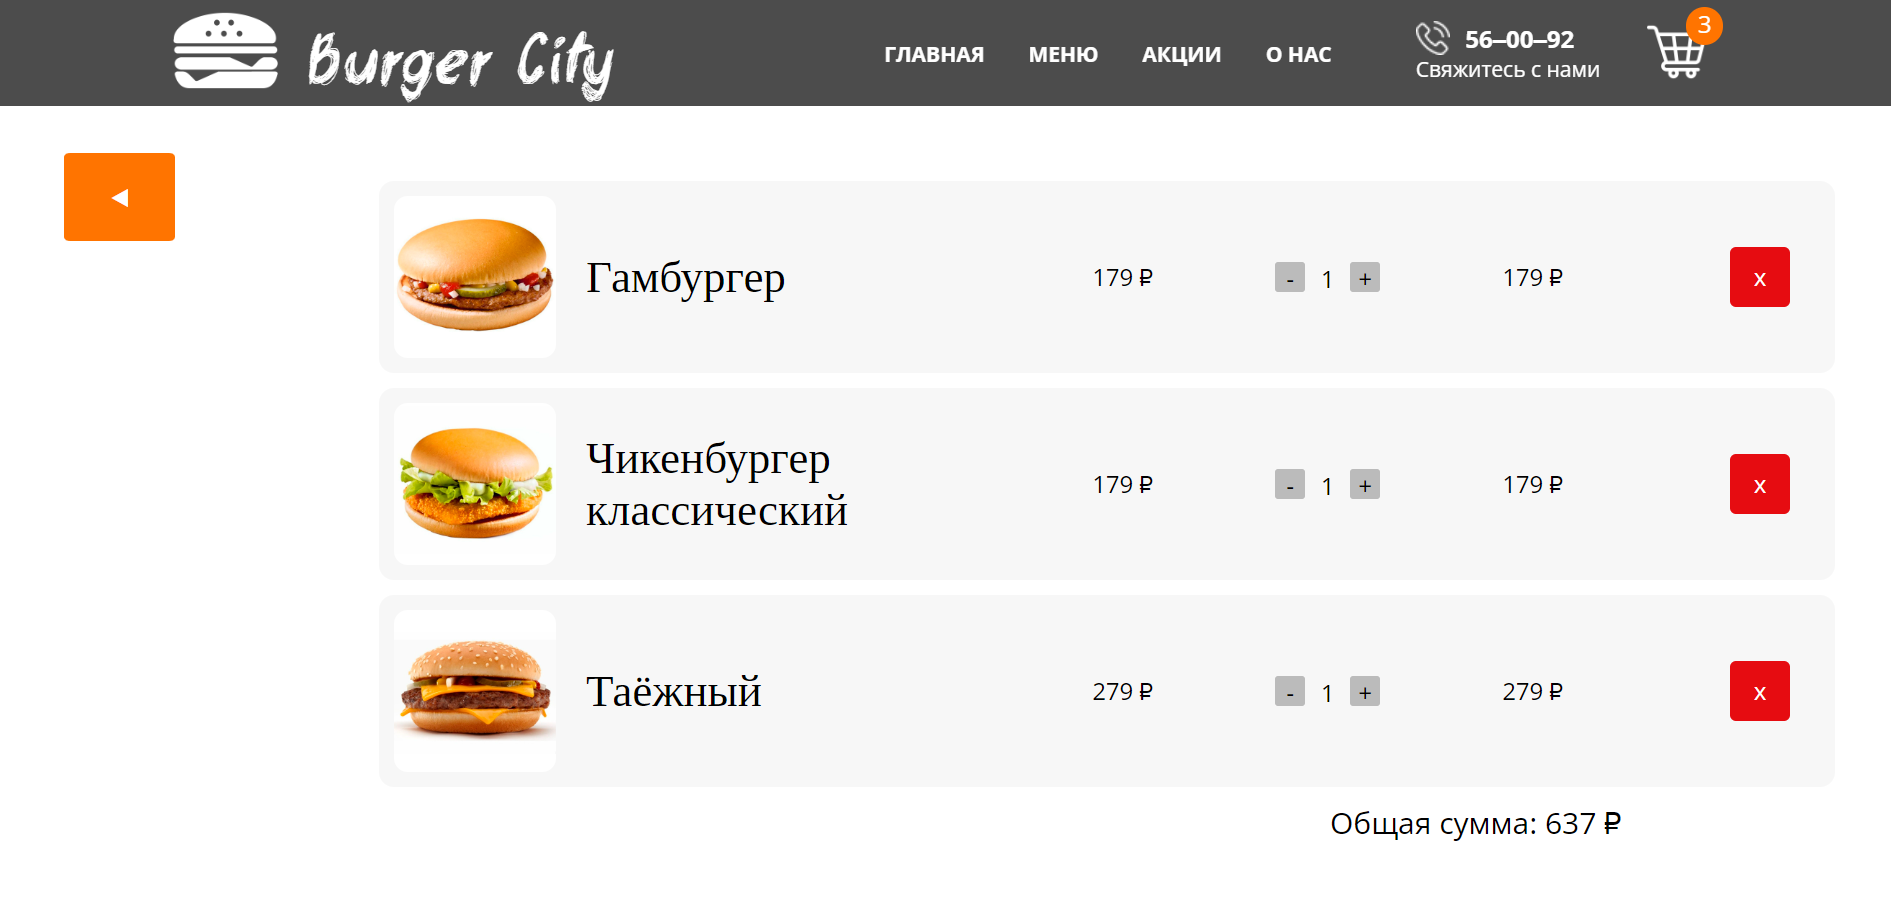 Burger City
ГЛАВНАЯ МЕНЮ АКЦИИ О НАС
56–00–92
Свяжитесь с нами
3
◄
Гамбургер 179 ₽ - 1 + 179 ₽ x
Чикенбургер
классический 179 ₽ - 1 + 179 ₽ x
Таёжный 279 ₽ - 1 + 279 ₽ x
Общая сумма: 637 ₽